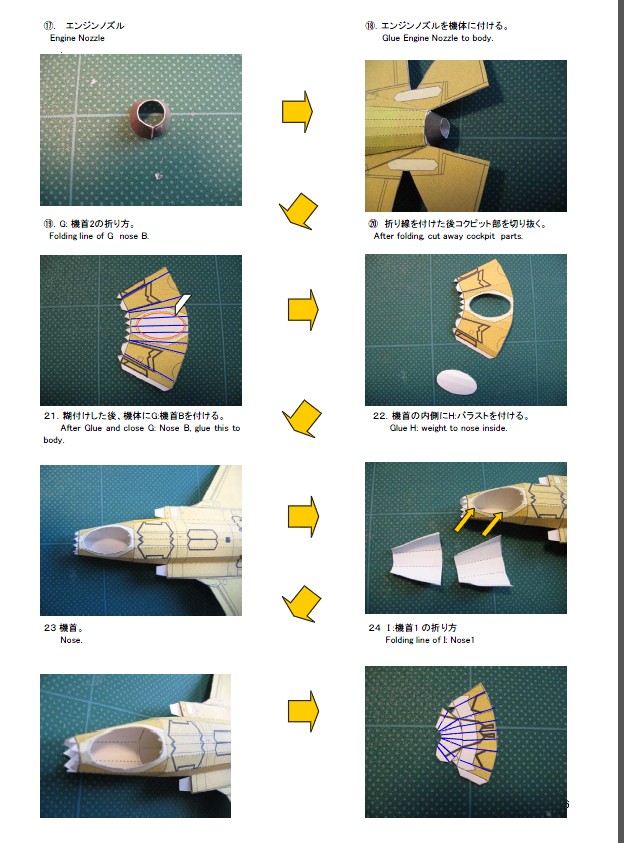 ⑰.　エンジンノズル
Engine Nozzle
⑱. エンジンノズルを機体に付ける。
Glue Engine Nozzle to body.
⑲. G: 機首2の折り方。
Folding line of G nose B.
⑳ 折り線を付けた後コクピット部を切り抜く。
After folding, cut away cockpit parts.
２１. 糊付けした後、機体にG:機首Bを付ける。
After Glue and close G: Nose B, glue this to
body.
２２. 機首の内側にH:バラストを付ける。
Glue H: weight to nose inside.
２３ 機首。
Nose.
２４ I:機首１の折り方
Folding line of I: Nose1
6